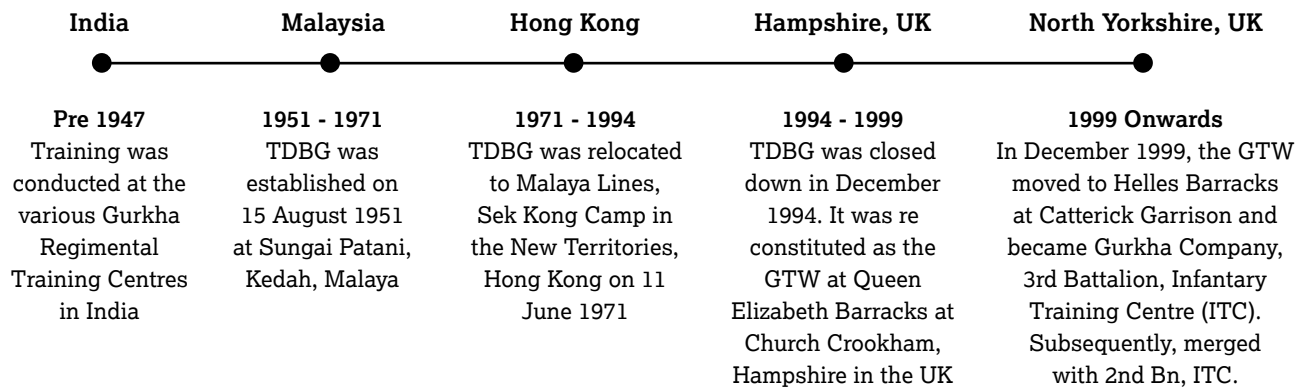 India
Pre 1947
Training was
conducted at the
various Gurkha
Regimental
Training Centres
in India
Malaysia
1951 - 1971
TDBG was
established on
15 August 1951
at Sungai Patani,
Kedah, Malaya
Hong Kong
1971 - 1994
TDBG was relocated
to Malaya Lines,
Sek Kong Camp in
the New Territories,
Hong Kong on 11
June 1971
Hampshire, UK
1994 - 1999
TDBG was closed
down in December
1994. It was re
constituted as the
GTW at Queen
Elizabeth Barracks at
Church Crookham,
Hampshire in the UK
North Yorkshire, UK
1999 Onwards
In December 1999, the GTW
moved to Helles Barracks
at Catterick Garrison and
became Gurkha Company,
3rd Battalion, Infantary
Training Centre (ITC).
Subsequently, merged
with 2nd Bn, ITC.